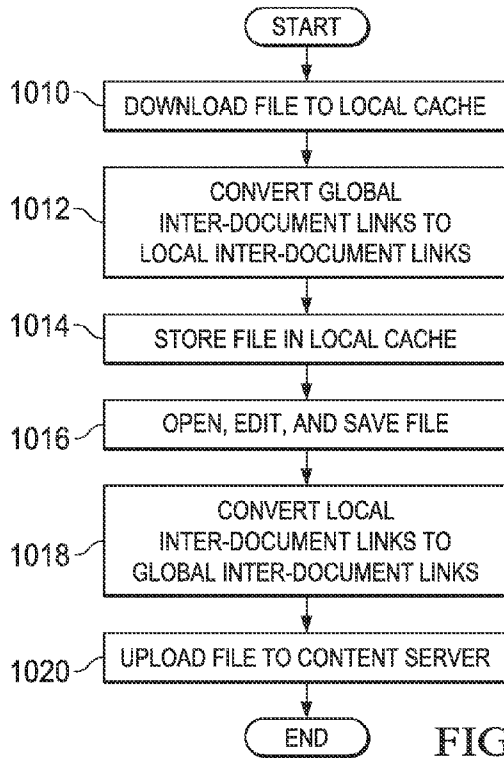 START
1010
DOWNLOAD FILE TO LOCAL CACHE
1012
CONVERT GLOBAL
INTER-DOCUMENT LINKS TO
LOCAL INTER-DOCUMENT LINKS
1014
STORE FILE IN LOCAL CACHE
1016
OPEN, EDIT, AND SAVE FILE
1018
CONVERT LOCAL
INTER-DOCUMENT LINKS TO
GLOBAL INTER-DOCUMENT LINKS
1020
UPLOAD FILE TO CONTENT SERVER
END
FIG